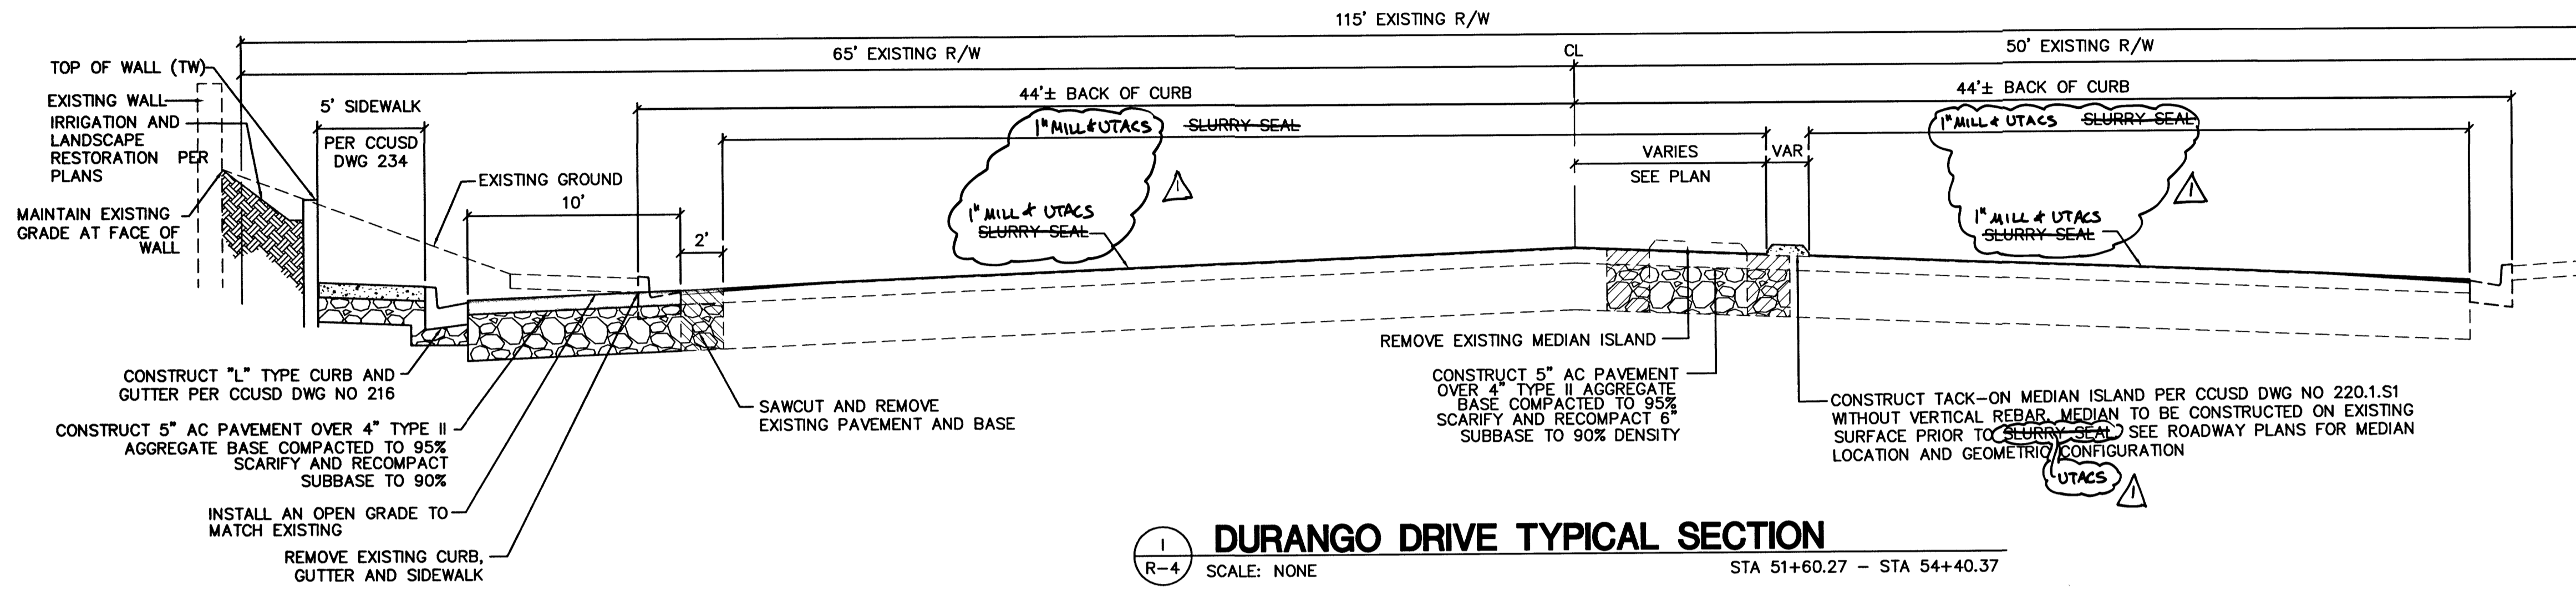 115' EXISTING R/W
65' EXISTING R/W
CL
50' EXISTING R/W
TOP OF WALL (TW)
EXISTING WALL
IRRIGATION AND
LANDSCAPE
RESTORATION PER
PLANS
MAINTAIN EXISTING
GRADE AT FACE OF
WALL
5' SIDEWALK
PER CCUSD
DWG 234
EXISTING GROUND
10'
2'
44'± BACK OF CURB
1" MILL & UTACS SLURRY SEAL
1" MILL & UTACS
SLURRY SEAL
1
VARIES
SEE PLAN
VAR
44'± BACK OF CURB
1" MILL & UTACS SLURRY SEAL
1" MILL & UTACS
SLURRY SEAL
1
CONSTRUCT "L" TYPE CURB AND
GUTTER PER CCUSD DWG NO 216
CONSTRUCT 5" AC PAVEMENT OVER 4" TYPE II
AGGREGATE BASE COMPACTED TO 95%
SCARIFY AND RECOMPACT
SUBBASE TO 90%
INSTALL AN OPEN GRADE TO
MATCH EXISTING
REMOVE EXISTING CURB,
GUTTER AND SIDEWALK
SAWCUT AND REMOVE
EXISTING PAVEMENT AND BASE
REMOVE EXISTING MEDIAN ISLAND
CONSTRUCT 5" AC PAVEMENT
OVER 4" TYPE II AGGREGATE
BASE COMPACTED TO 95%
SCARIFY AND RECOMPACT 6"
SUBBASE TO 90% DENSITY
CONSTRUCT TACK-ON MEDIAN ISLAND PER CCUSD DWG NO 220.1.S1
WITHOUT VERTICAL REBAR. MEDIAN TO BE CONSTRUCTED ON EXISTING
SURFACE PRIOR TO SLURRY SEAL SEE ROADWAY PLANS FOR MEDIAN
LOCATION AND GEOMETRIC CONFIGURATION
UTACS
1
1
R-4
DURANGO DRIVE TYPICAL SECTION
SCALE: NONE
STA 51+60.27 - STA 54+40.37